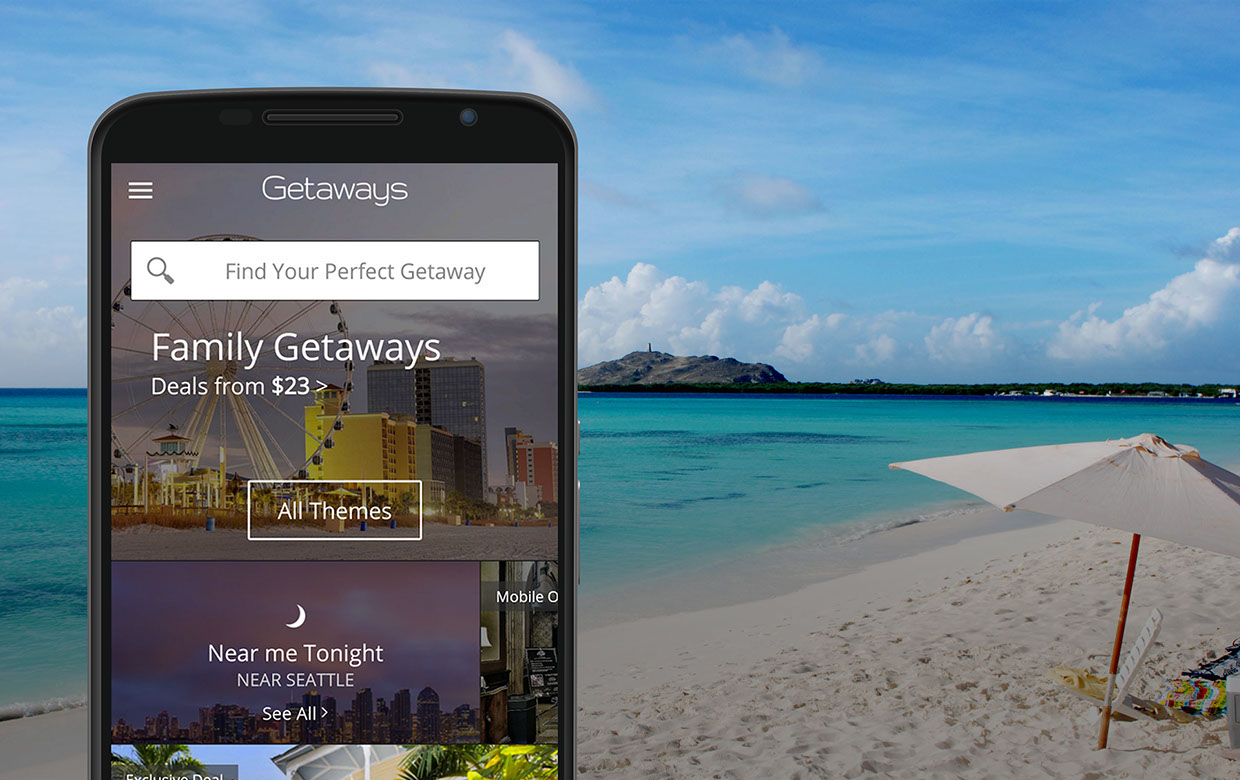 Getaways
Find Your Perfect Getaway
Family Getaways
Deals from $23 >
All Themes
Mobile O
Near me Tonight
NEAR SEATTLE
See All >
Exclusive Deal